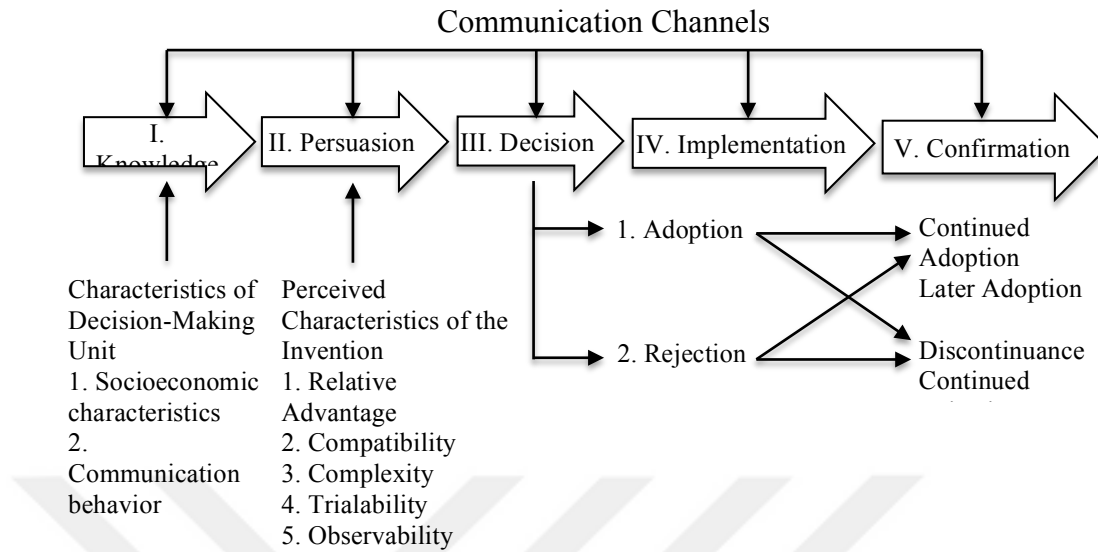 Communication Channels
I.
Knowledge
II. Persuasion
III. Decision
IV. Implementation
V. Confirmation
1. Adoption
2. Rejection
Continued
Adoption
Later Adoption
Discontinuance
Continued
Characteristics of
Decision-Making
Unit
1. Socioeconomic
characteristics
2.
Communication
behavior
Perceived
Characteristics of the
Invention
1. Relative
Advantage
2. Compatibility
3. Complexity
4. Trialability
5. Observability